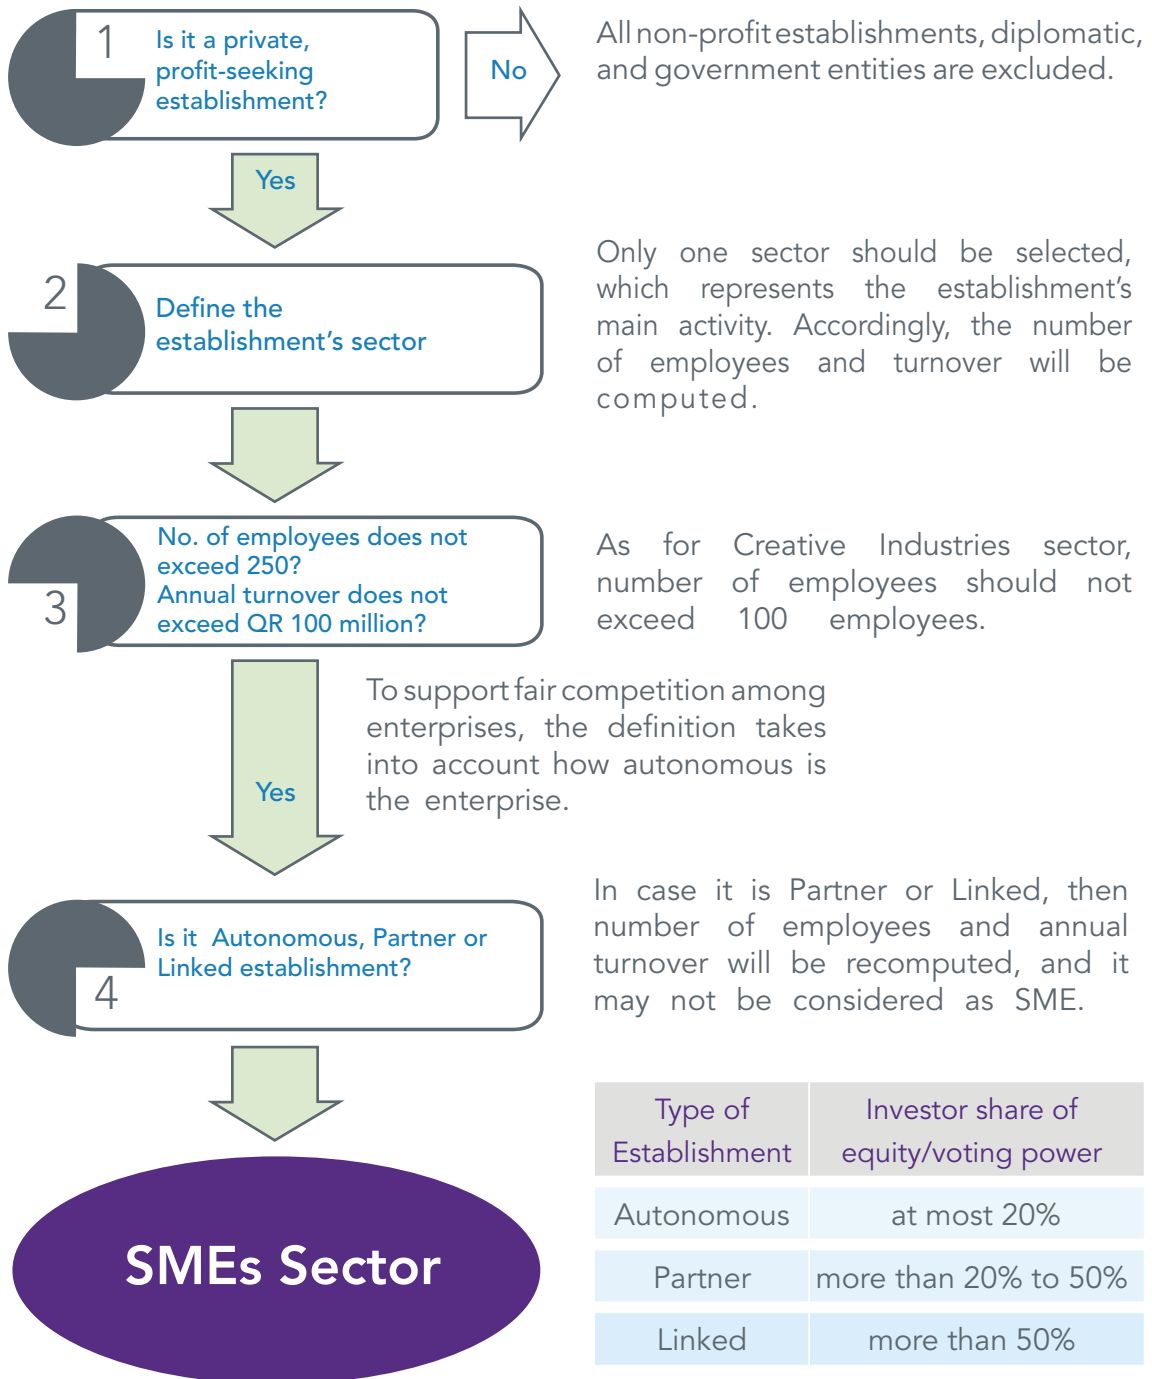 1
Is it a private,
profit-seeking
establishment?
No
All non-profit establishments, diplomatic,
and government entities are excluded.
Yes
2
Define the
establishment's sector
Only one sector should be selected,
which represents the establishment's
main activity. Accordingly, the number
of employees and turnover will be
computed.
3
No. of employees does not
exceed 250?
Annual turnover does not
exceed QR 100 million?
As for Creative Industries sector,
number of employees should not
exceed 100 employees.
Yes
To support fair competition among
enterprises, the definition takes
into account how autonomous is
the enterprise.
4
Is it Autonomous, Partner or
Linked establishment?
In case it is Partner or Linked, then
number of employees and annual
turnover will be recomputed, and it
may not be considered as SME.
SMEs Sector
Type of Establishment
Investor share of equity/voting power
Autonomous at most 20%
Partner more than 20% to 50%
Linked more than 50%